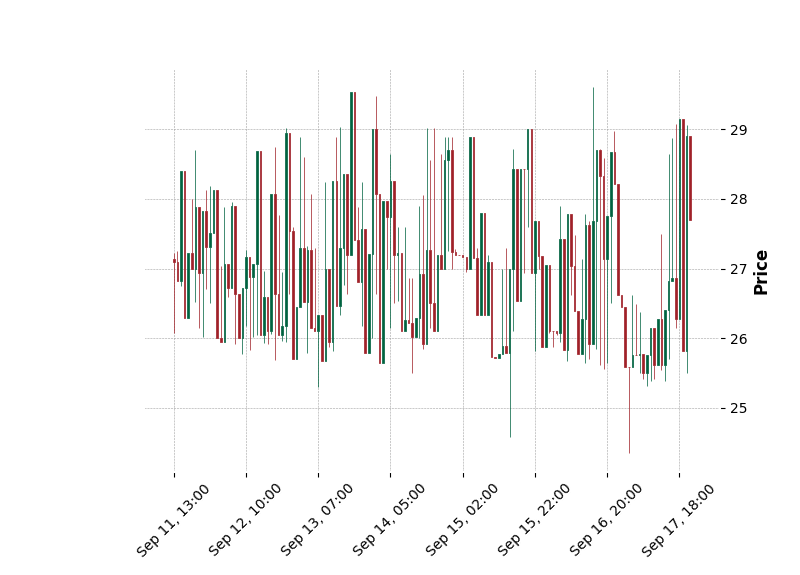 29
28
27
26
25
Price
Sep 11, 13:00
Sep 12, 10:00
Sep 13, 07:00
Sep 14, 05:00
Sep 15, 02:00
Sep 15, 22:00
Sep 16, 20:00
Sep 17, 18:00